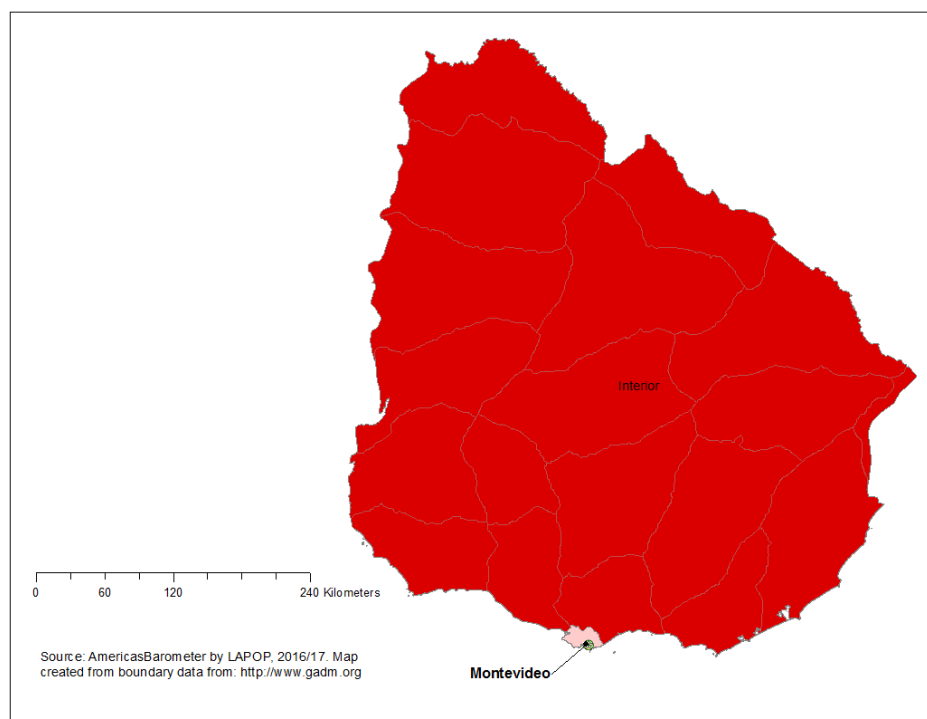 Interior
0 60 120 240 Kilometers
Source: AmericasBarometer by LAPOP, 2016/17. Map
created from boundary data from: http://www.gadm.org
Montevideo